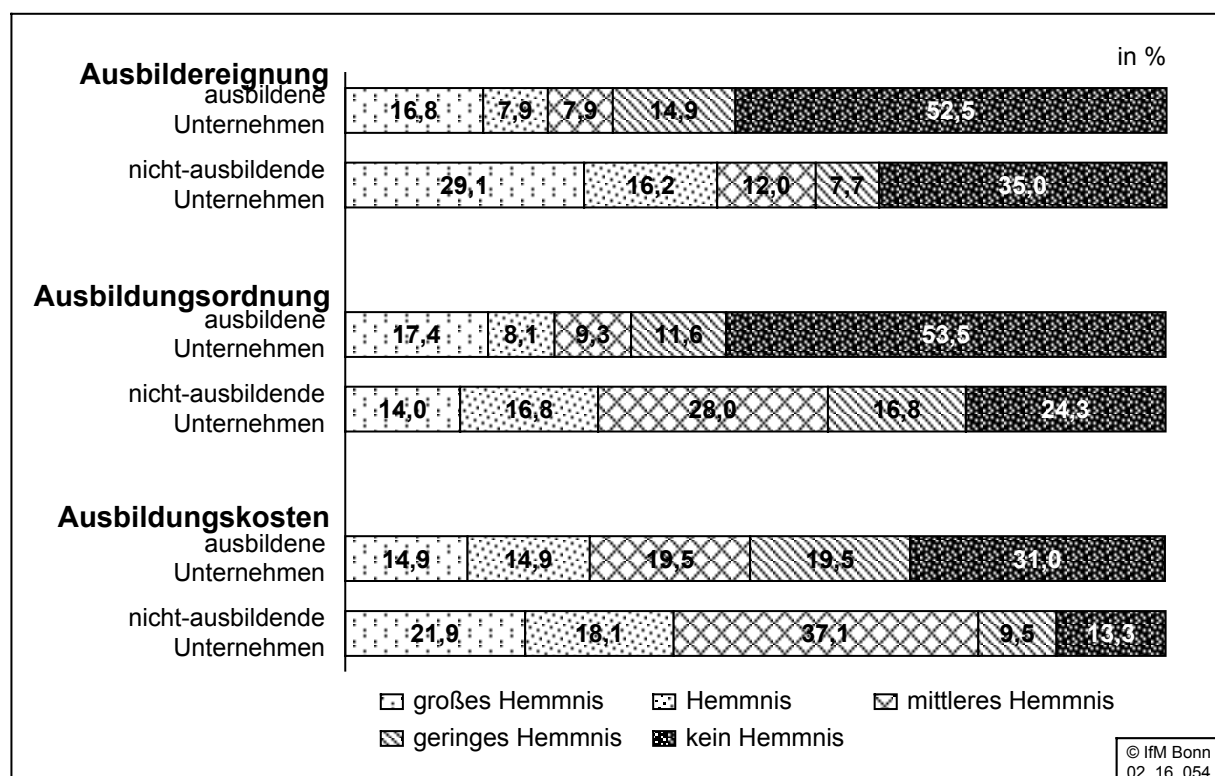 in %
Ausbildereignung
ausbildene
Unternehmen
16,8 7,9 7,9 14,9 52,5
nicht-ausbildende
Unternehmen
29,1 16,2 12,0 7,7 35,0
Ausbildungsordnung
ausbildene
Unternehmen
17,4 8,1 9,3 11,6 53,5
nicht-ausbildende
Unternehmen
14,0 16,8 28,0 16,8 24,3
Ausbildungskosten
ausbildene
Unternehmen
14,9 14,9 19,5 19,5 31,0
nicht-ausbildende
Unternehmen
21,9 18,1 37,1 9,5 13,3
großes Hemmnis Hemmnis mittleres Hemmnis
geringes Hemmnis kein Hemmnis
© IfM Bonn
02 16 054